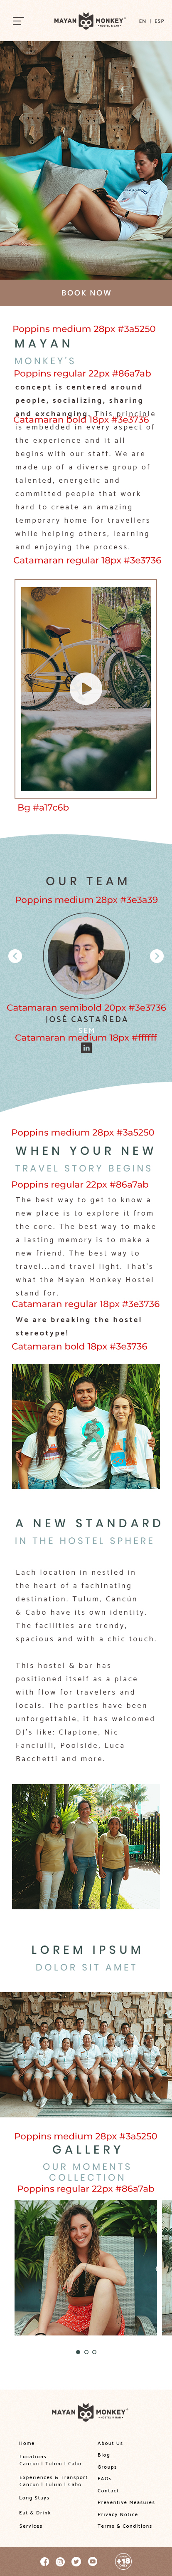 MAYAN MONKEY
HOSTEL & BAR
EN | ESP
BOOK NOW
Poppins medium 28px #3a5250
MAYAN
MONKEY'S
Poppins regular 22px #86a7ab
concept is centered around
people, socializing, sharing
and exchanging. This principle
Catamaran bold 18px #3e3736
is embedded in every aspect of
the experience and it all
begins with our staff. We are
made up of a diverse group of
talented, energetic and
committed people that work
hard to create an amazing
temporary home for travellers
while helping others, learning
and enjoying the process.
Catamaran regular 18px #3e3736
Bg #a17c6b
OUR TEAM
Poppins medium 28px #3e3a39
Catamaran semibold 20px #3e3736
JOSÉ CASTAÑEDA
SEM
Catamaran medium 18px #ffffff
in
Poppins medium 28px #3a5250
WHEN YOUR NEW
TRAVEL STORY BEGINS
Poppins regular 22px #86a7ab
The best way to get to know a
new place is to explore it from
the core. The best way to make
a lasting memory is to make a
new friend. The best way to
travel...and travel light. That's
what the Mayan Monkey Hostel
stand for.
Catamaran regular 18px #3e3736
We are breaking the hostel
stereotype!
Catamaran bold 18px #3e3736
A NEW STANDARD
IN THE HOSTEL SPHERE
Each location in nestled in
the heart of a fachinating
destination. Tulum, Cancún
& Cabo have its own identity.
The facilities are trendy,
spacious and with a chic touch.
This hostel & bar has
positioned itself as a place
with flow for travelers and
locals. The parties have been
unforgettable, it has welcomed
Dj's like: Claptone, Nic
Fanciulli, Poolside, Luca
Bacchetti and more.
LOREM IPSUM
DOLOR SIT AMET
Poppins medium 28px #3a5250
GALLERY
OUR MOMENTS
COLLECTION
Poppins regular 22px #86a7ab
MAYAN MONKEY
HOSTEL & BAR
Home
Locations
Cancun | Tulum | Cabo
Experiences & Transport
Cancun | Tulum | Cabo
Long Stays
Eat & Drink
Services
About Us
Blog
Groups
FAQs
Contact
Preventive Measures
Privacy Notice
Terms & Conditions
+18